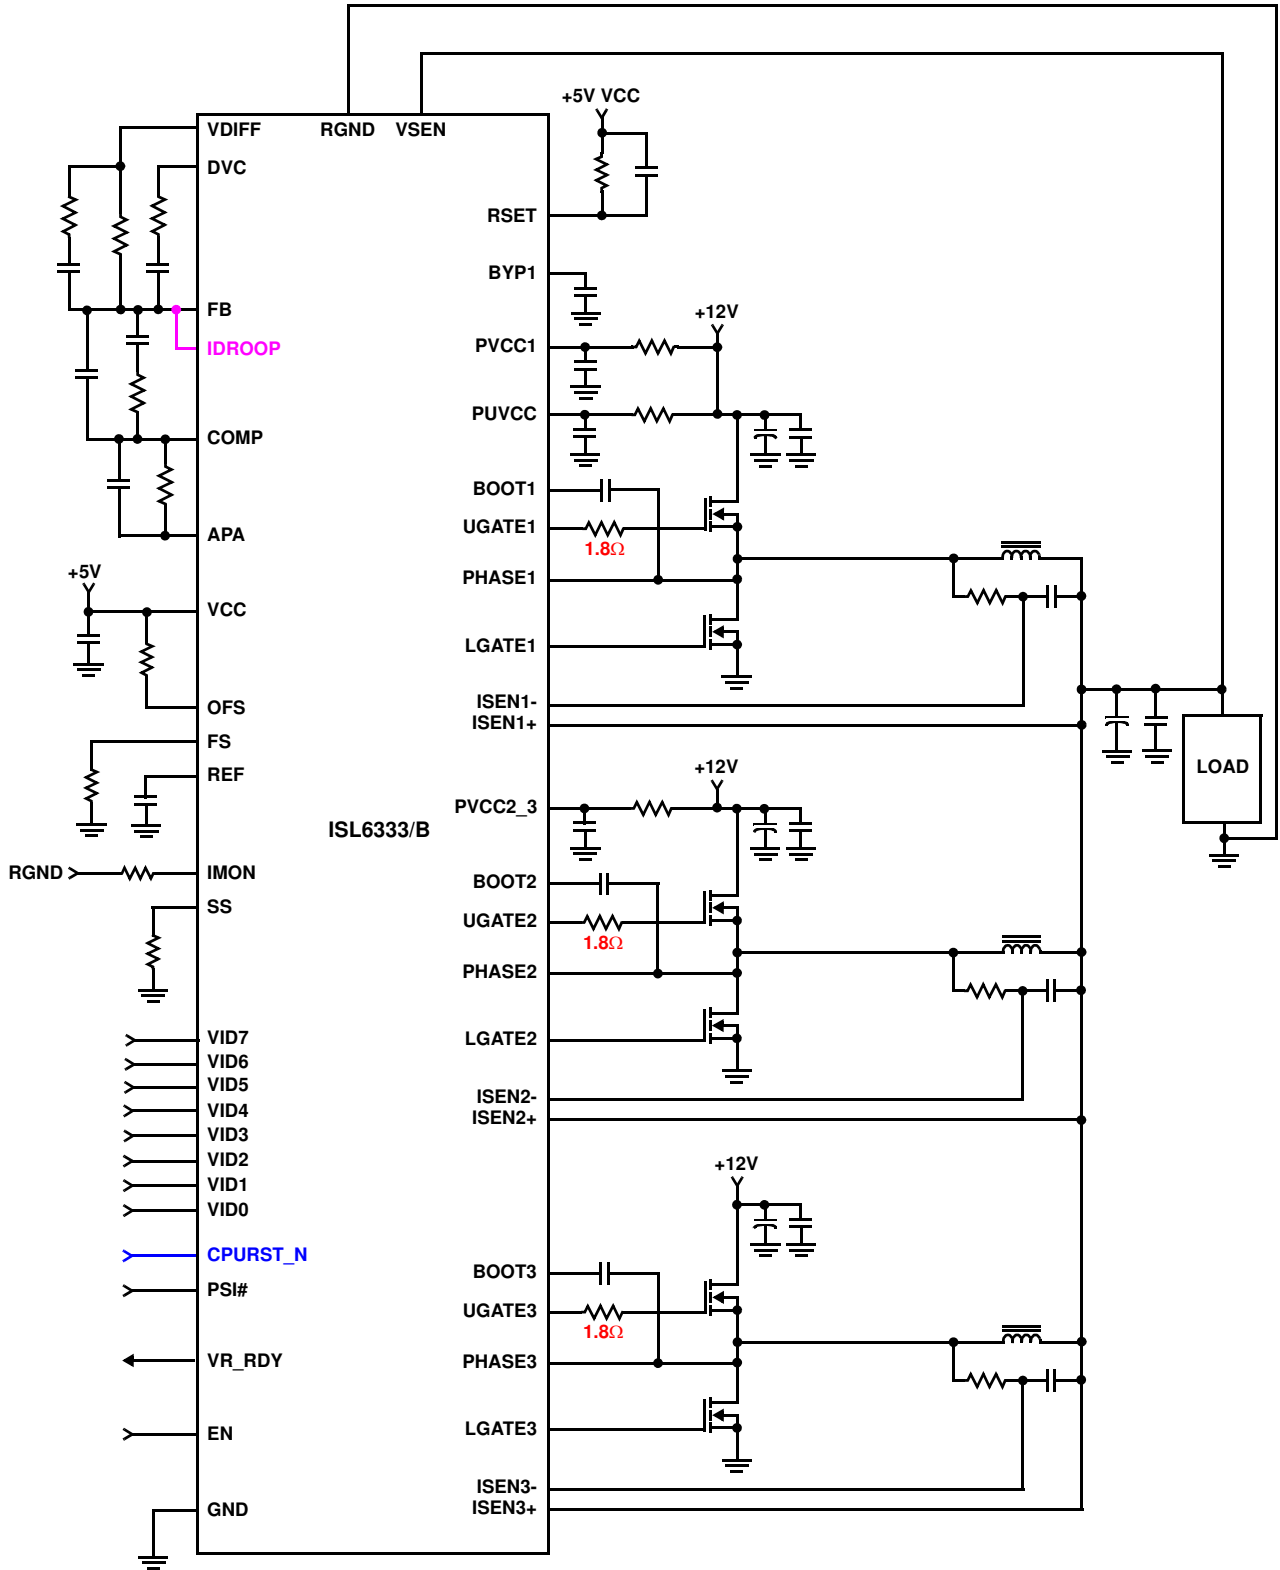 +5V VCC
VDIFF
RGND
VSEN
DVC
RSET
BYP1
FB
+12V
IDROOP
PVCC1
PUVCC
COMP
BOOT1
UGATE1
1.8Ω
APA
+5V
PHASE1
VCC
LGATE1
ISEN1-
OFS
ISEN1+
FS
LOAD
+12V
REF
PVCC2_3
ISL6333/B
RGND
IMON
BOOT2
SS
UGATE2
1.8Ω
PHASE2
VID7
LGATE2
VID6
VID5
ISEN2-
VID4
ISEN2+
VID3
VID2
+12V
VID1
VID0
CPURST_N
BOOT3
PSI#
UGATE3
1.8Ω
VR_RDY
PHASE3
LGATE3
EN
ISEN3-
ISEN3+
GND